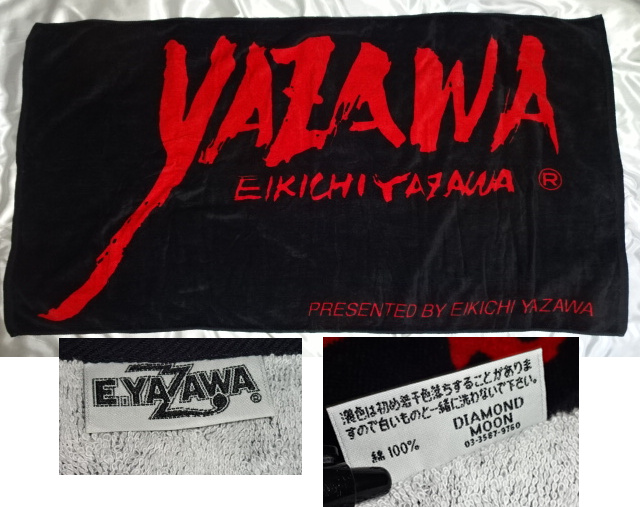 YAZAWA
EIKICHI YAZAWA ®
PRESENTED BY EIKICHI YAZAWA
E.YAZAWA®
濃色は初め若干色落ちすることがありま
すので白いものと一緒に洗わないで下さい。
綿 100%
DIAMOND
MOON
03-3587-9760